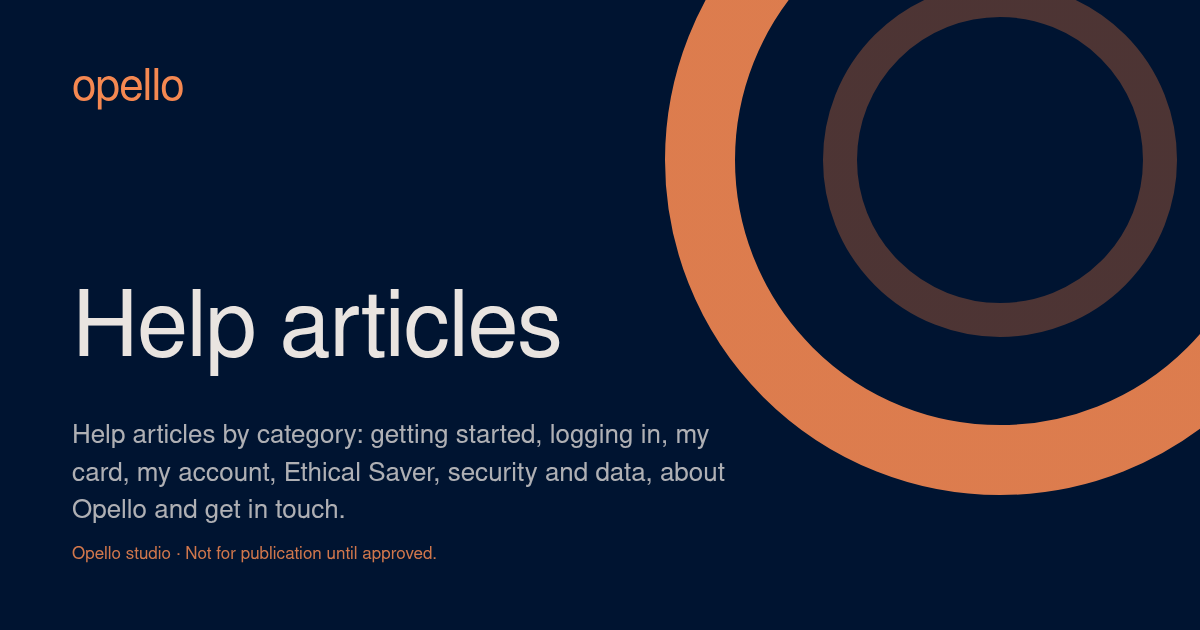 opello
Help articles
Help articles by category: getting started, logging in, my
card, my account, Ethical Saver, security and data, about
Opello and get in touch.
Opello studio · Not for publication until approved.